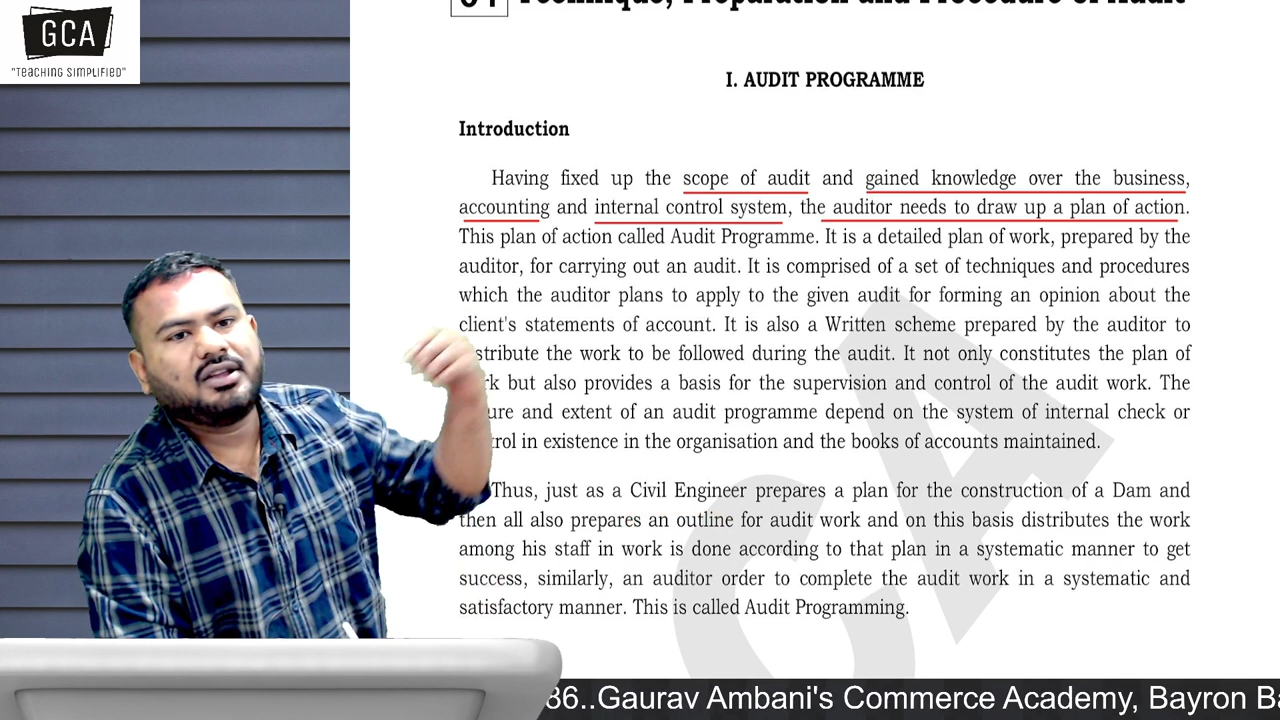 GCA
"TEACHING SIMPLIFIED"
Technique, Preparation and Procedure of Audit
I. AUDIT PROGRAMME
Introduction
Having fixed up the scope of audit and gained knowledge over the business,
accounting and internal control system, the auditor needs to draw up a plan of action.
This plan of action called Audit Programme. It is a detailed plan of work, prepared by the
auditor, for carrying out an audit. It is comprised of a set of techniques and procedures
which the auditor plans to apply to the given audit for forming an opinion about the
client's statements of account. It is also a Written scheme prepared by the auditor to
stribute the work to be followed during the audit. It not only constitutes the plan of
rk but also provides a basis for the supervision and control of the audit work. The
ure and extent of an audit programme depend on the system of internal check or
rol in existence in the organisation and the books of accounts maintained.
Thus, just as a Civil Engineer prepares a plan for the construction of a Dam and
then all also prepares an outline for audit work and on this basis distributes the work
among his staff in work is done according to that plan in a systematic manner to get
success, similarly, an auditor order to complete the audit work in a systematic and
satisfactory manner. This is called Audit Programming.
CA
36..Gaurav Ambani's Commerce Academy, Bayron Ba